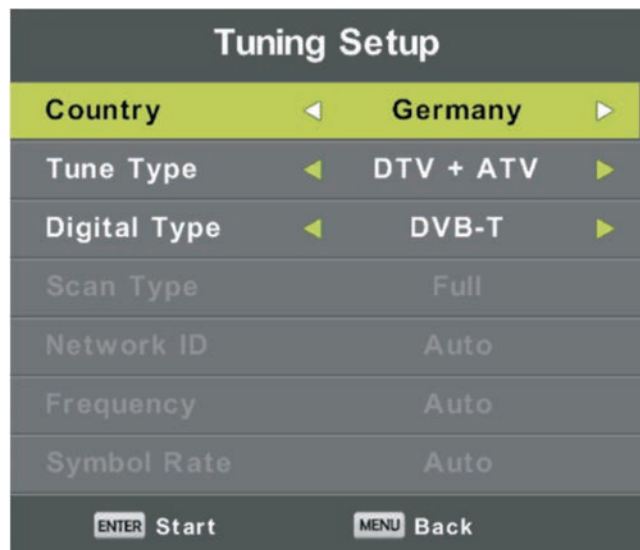 Tuning Setup
Country Germany
Tune Type DTV + ATV
Digital Type DVB-T
Scan Type Full
Network ID Auto
Frequency Auto
Symbol Rate Auto
ENTER Start MENU Back